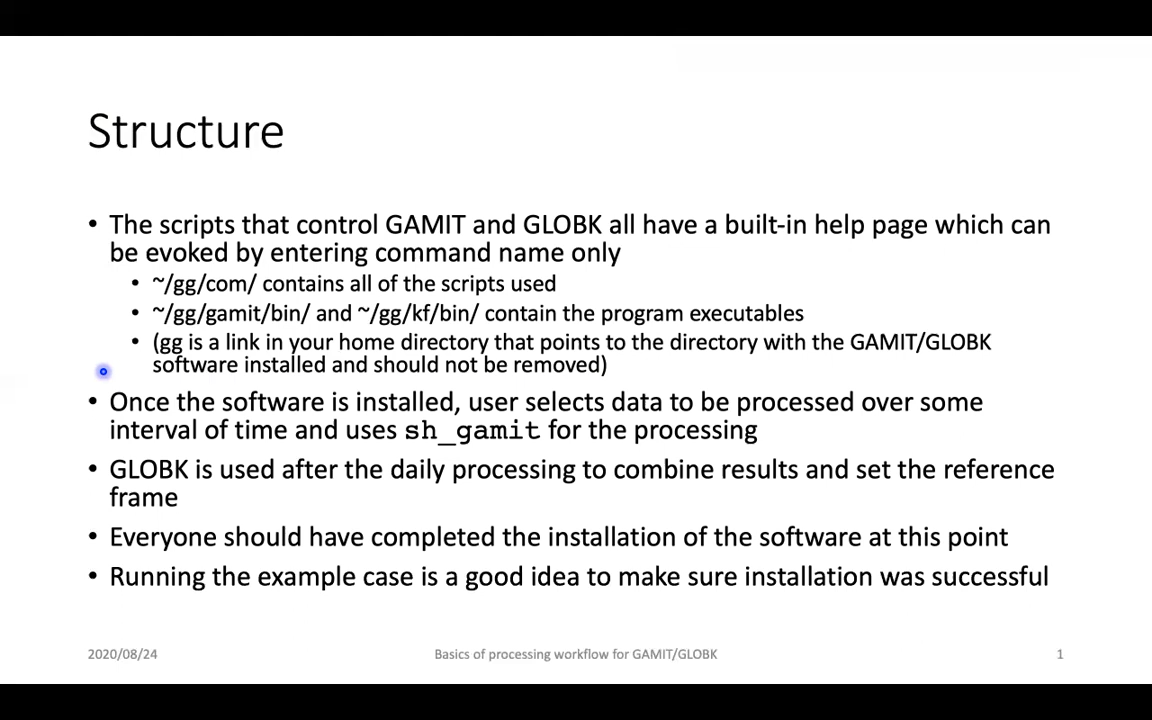 Structure
• The scripts that control GAMIT and GLOBK all have a built-in help page which can
be evoked by entering command name only
• ~/gg/com/ contains all of the scripts used
• ~/gg/gamit/bin/ and ~/gg/kf/bin/ contain the program executables
• (gg is a link in your home directory that points to the directory with the GAMIT/GLOBK
software installed and should not be removed)
• Once the software is installed, user selects data to be processed over some
interval of time and uses sh_gamit for the processing
• GLOBK is used after the daily processing to combine results and set the reference
frame
• Everyone should have completed the installation of the software at this point
• Running the example case is a good idea to make sure installation was successful
2020/08/24
Basics of processing workflow for GAMIT/GLOBK
1